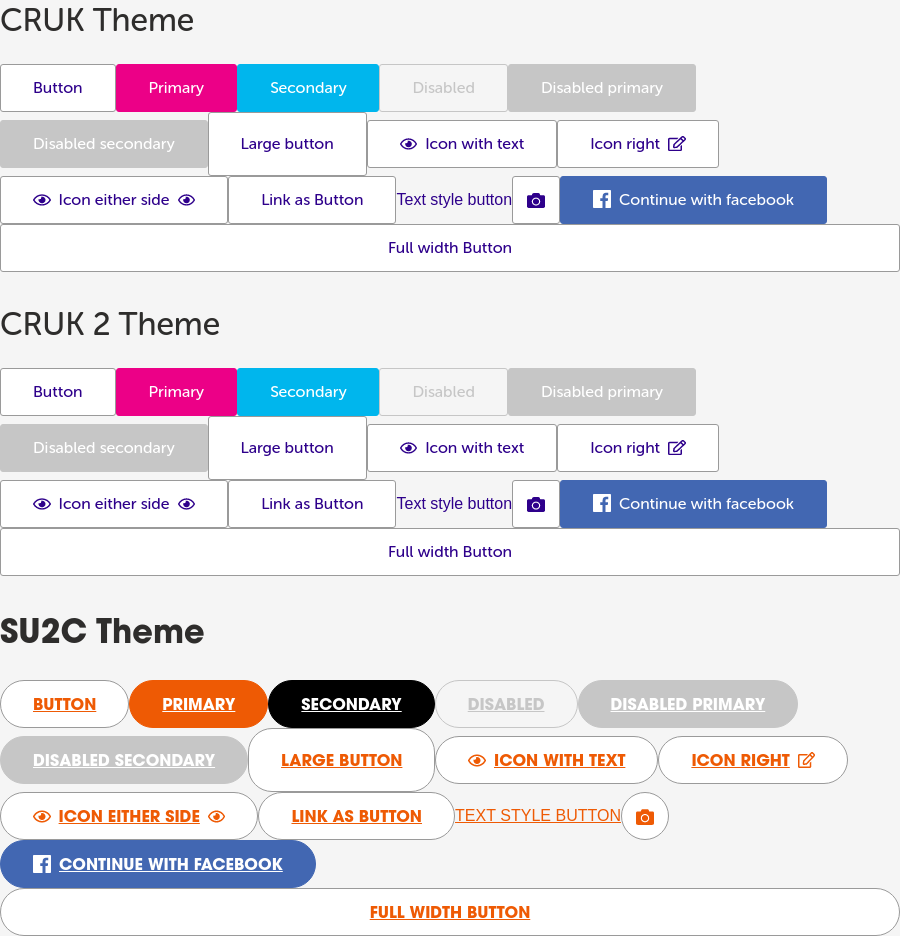 CRUK Theme
Button Primary Secondary Disabled Disabled primary
Disabled secondary Large button Icon with text Icon right
Icon either side Link as Button Text style button Continue with facebook
Full width Button
CRUK 2 Theme
Button Primary Secondary Disabled Disabled primary
Disabled secondary Large button Icon with text Icon right
Icon either side Link as Button Text style button Continue with facebook
Full width Button
SU2C Theme
BUTTON PRIMARY SECONDARY DISABLED DISABLED PRIMARY
DISABLED SECONDARY LARGE BUTTON ICON WITH TEXT ICON RIGHT
ICON EITHER SIDE LINK AS BUTTON TEXT STYLE BUTTON
CONTINUE WITH FACEBOOK
FULL WIDTH BUTTON